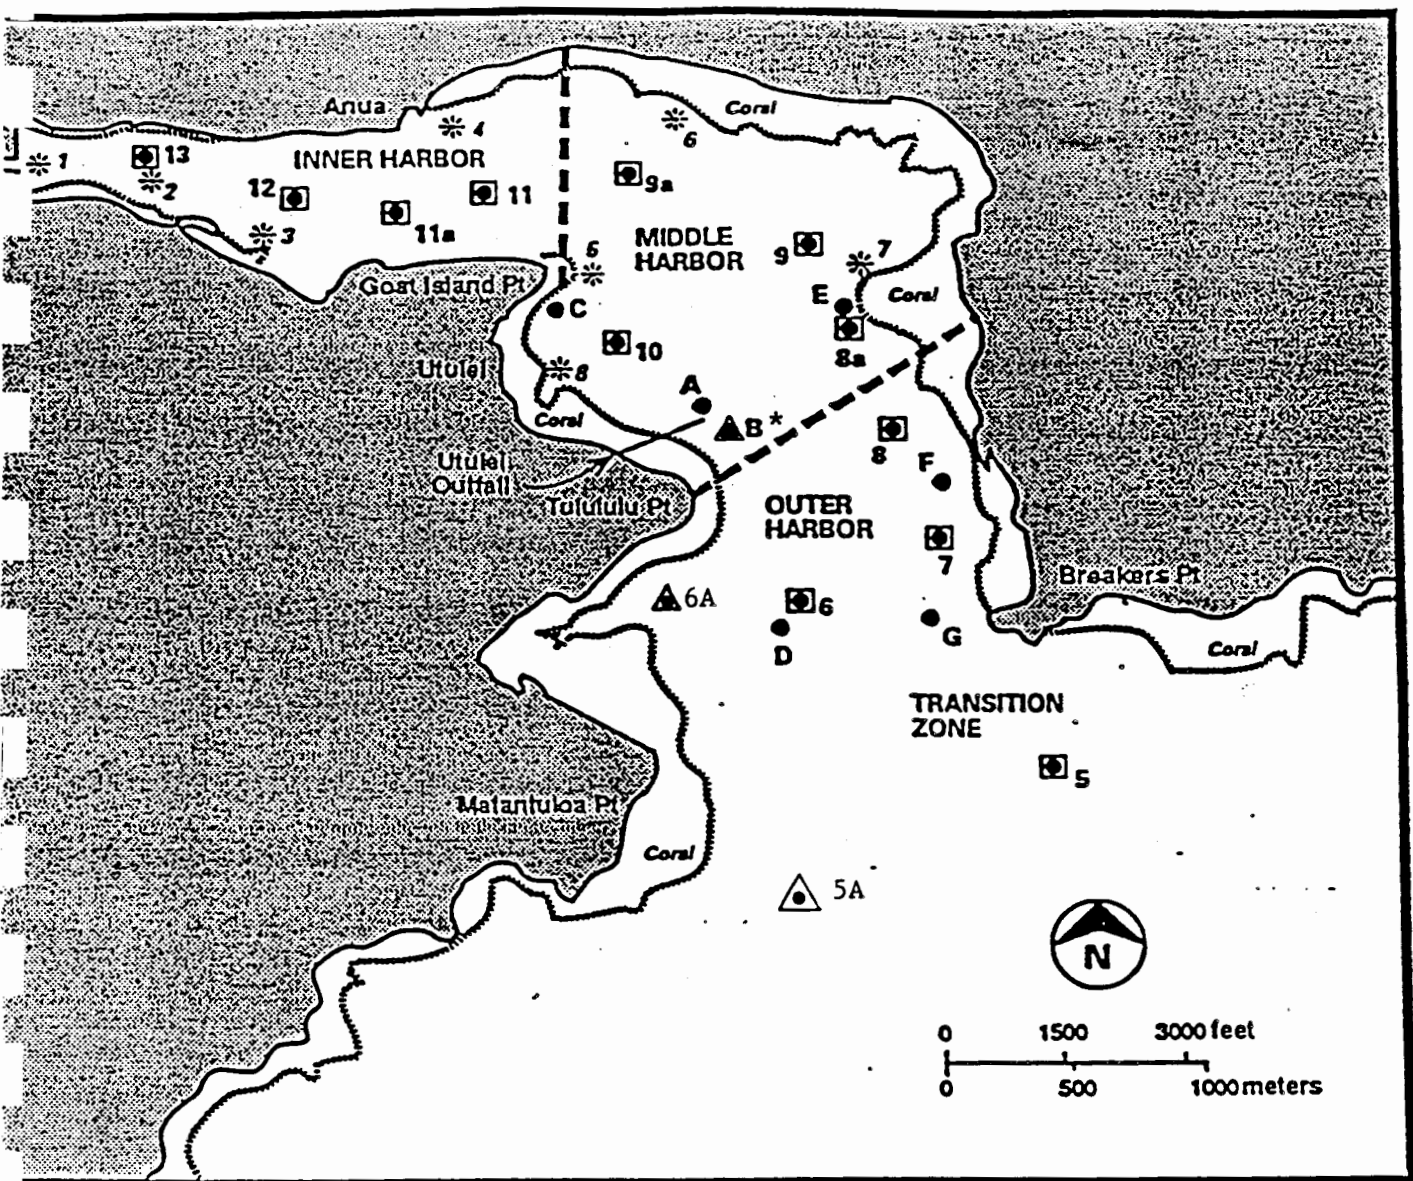 Anua
Coral
4
6
1
13
INNER HARBOR
2
12
11
9a
3
11a
MIDDLE
HARBOR
5
9
7
Goat Island Pt
C
E
Coral
10
8a
Utulei
8
A
Coral
B*
8
F
Utulei
Outfall
Tulutulu Pt
OUTER
HARBOR
7
Breakers Pt
6A
6
G
D
Coral
TRANSITION
ZONE
5
Matautuloa Pt
Coral
5A
N
0 1500 3000 feet
0 500 1000 meters